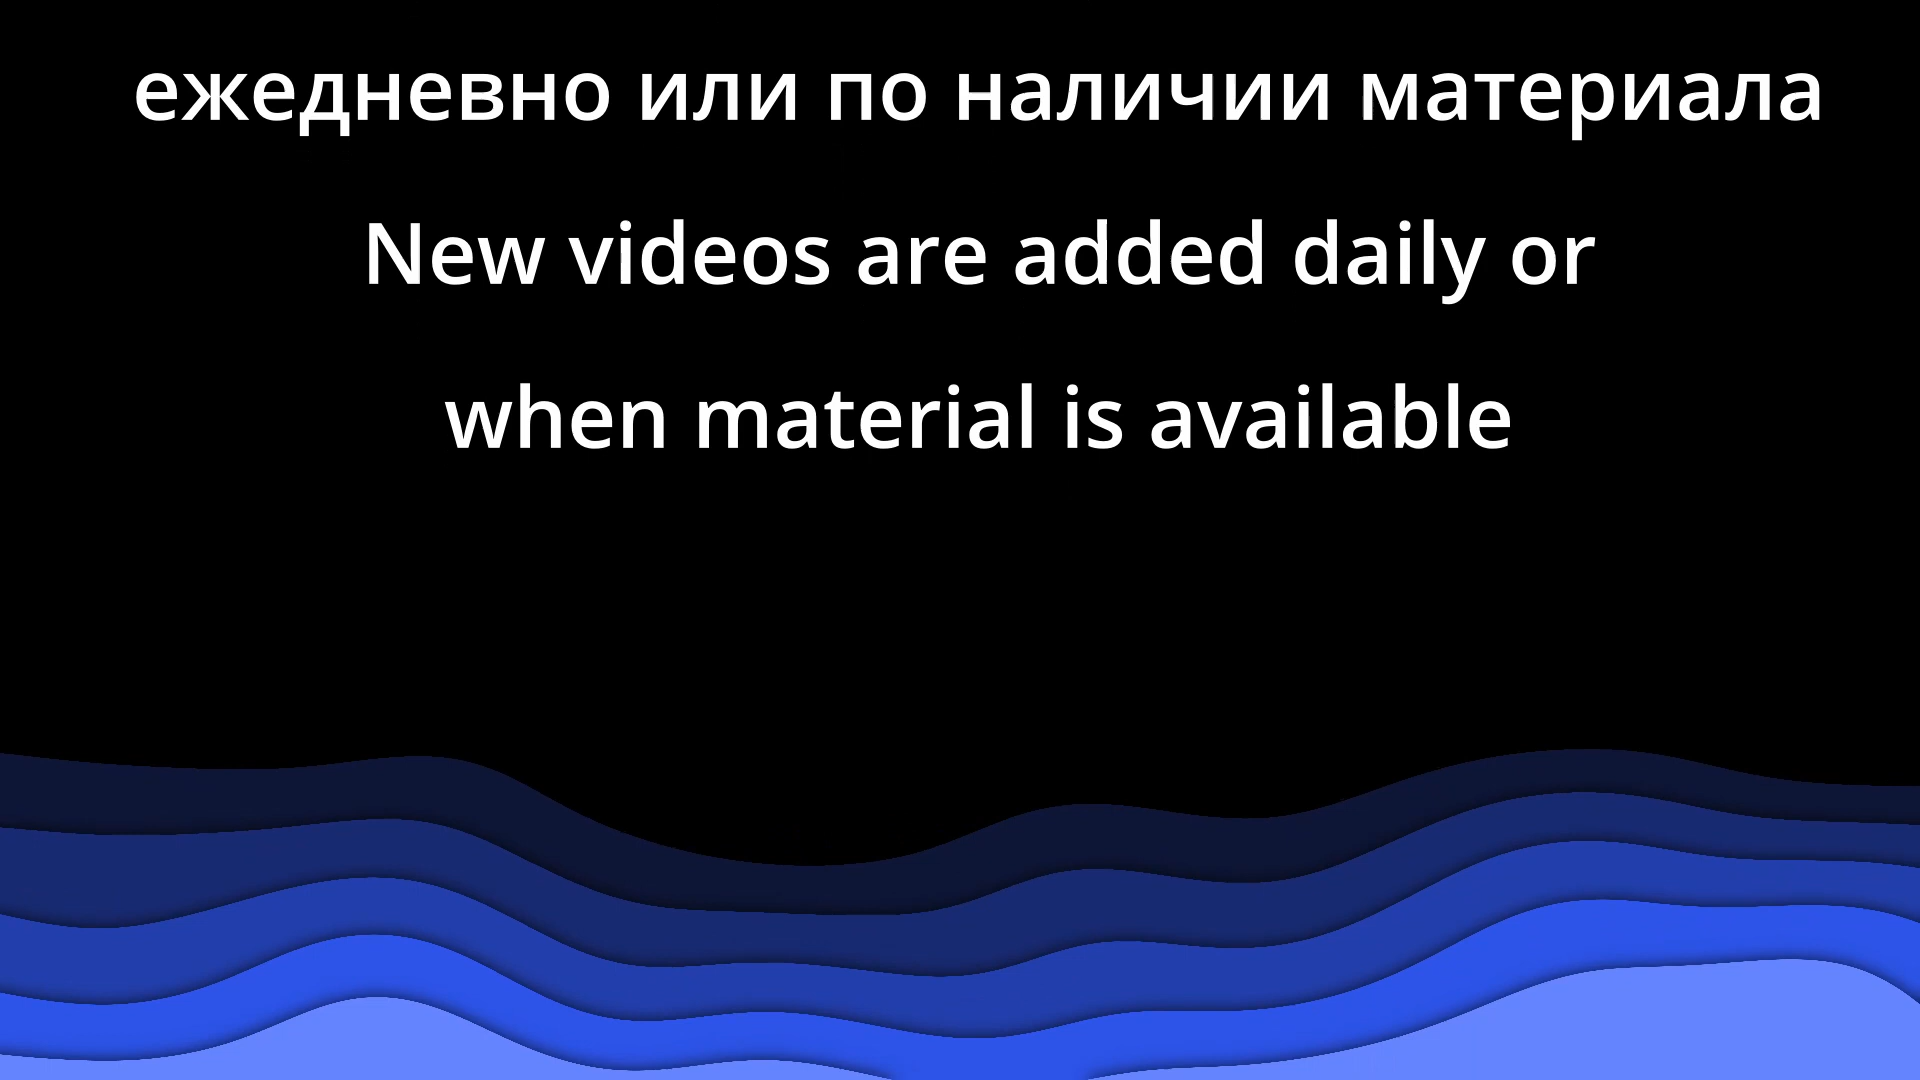 ежедневно или по наличии материала
New videos are added daily or
when material is available